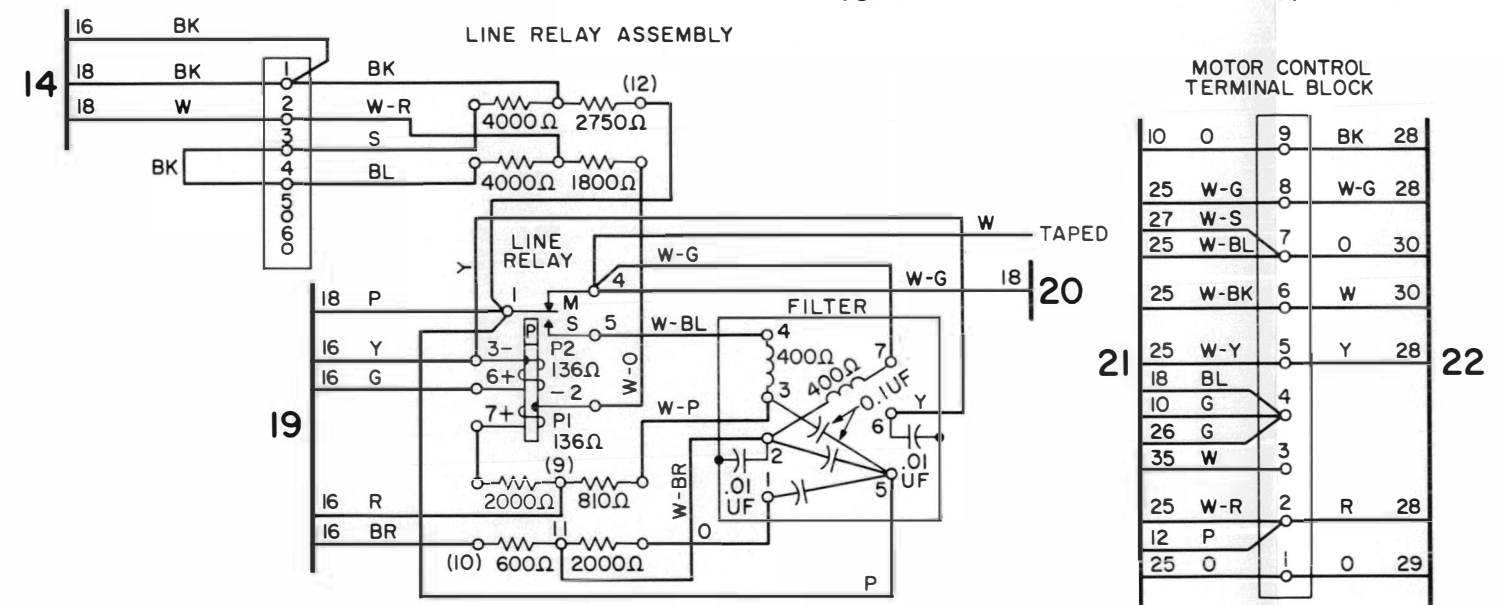 LINE RELAY ASSEMBLY
16 BK
14
18 BK
1
BK
18 W
2
W-R
3
S
BK
4
BL
5
6
4000Ω
(12)
2750Ω
4000Ω
1800Ω
W
TAPED
Y
LINE
RELAY
W-G
4
W-G
18
20
18 P
1
M
S
5
W-BL
FILTER
P
16 Y
3-
P2
136Ω
16 G
6+
-2
W-O
19
7+
P1
136Ω
W-P
4
400Ω
3
7
400Ω
0.1UF
Y
6
.01
UF
2
.01
UF
1
5
(9)
2000Ω
810Ω
W-BR
16 R
16 BR
(10)
600Ω
11
2000Ω
O
P
MOTOR CONTROL
TERMINAL BLOCK
10 O 9 BK 28
25 W-G 8 W-G 28
27 W-S
25 W-BL 7 O 30
25 W-BK 6 W 30
21
25 W-Y 5 Y 28
22
18 BL
10 G 4
26 G
35 W 3
25 W-R 2 R 28
12 P
25 O 1 O 29